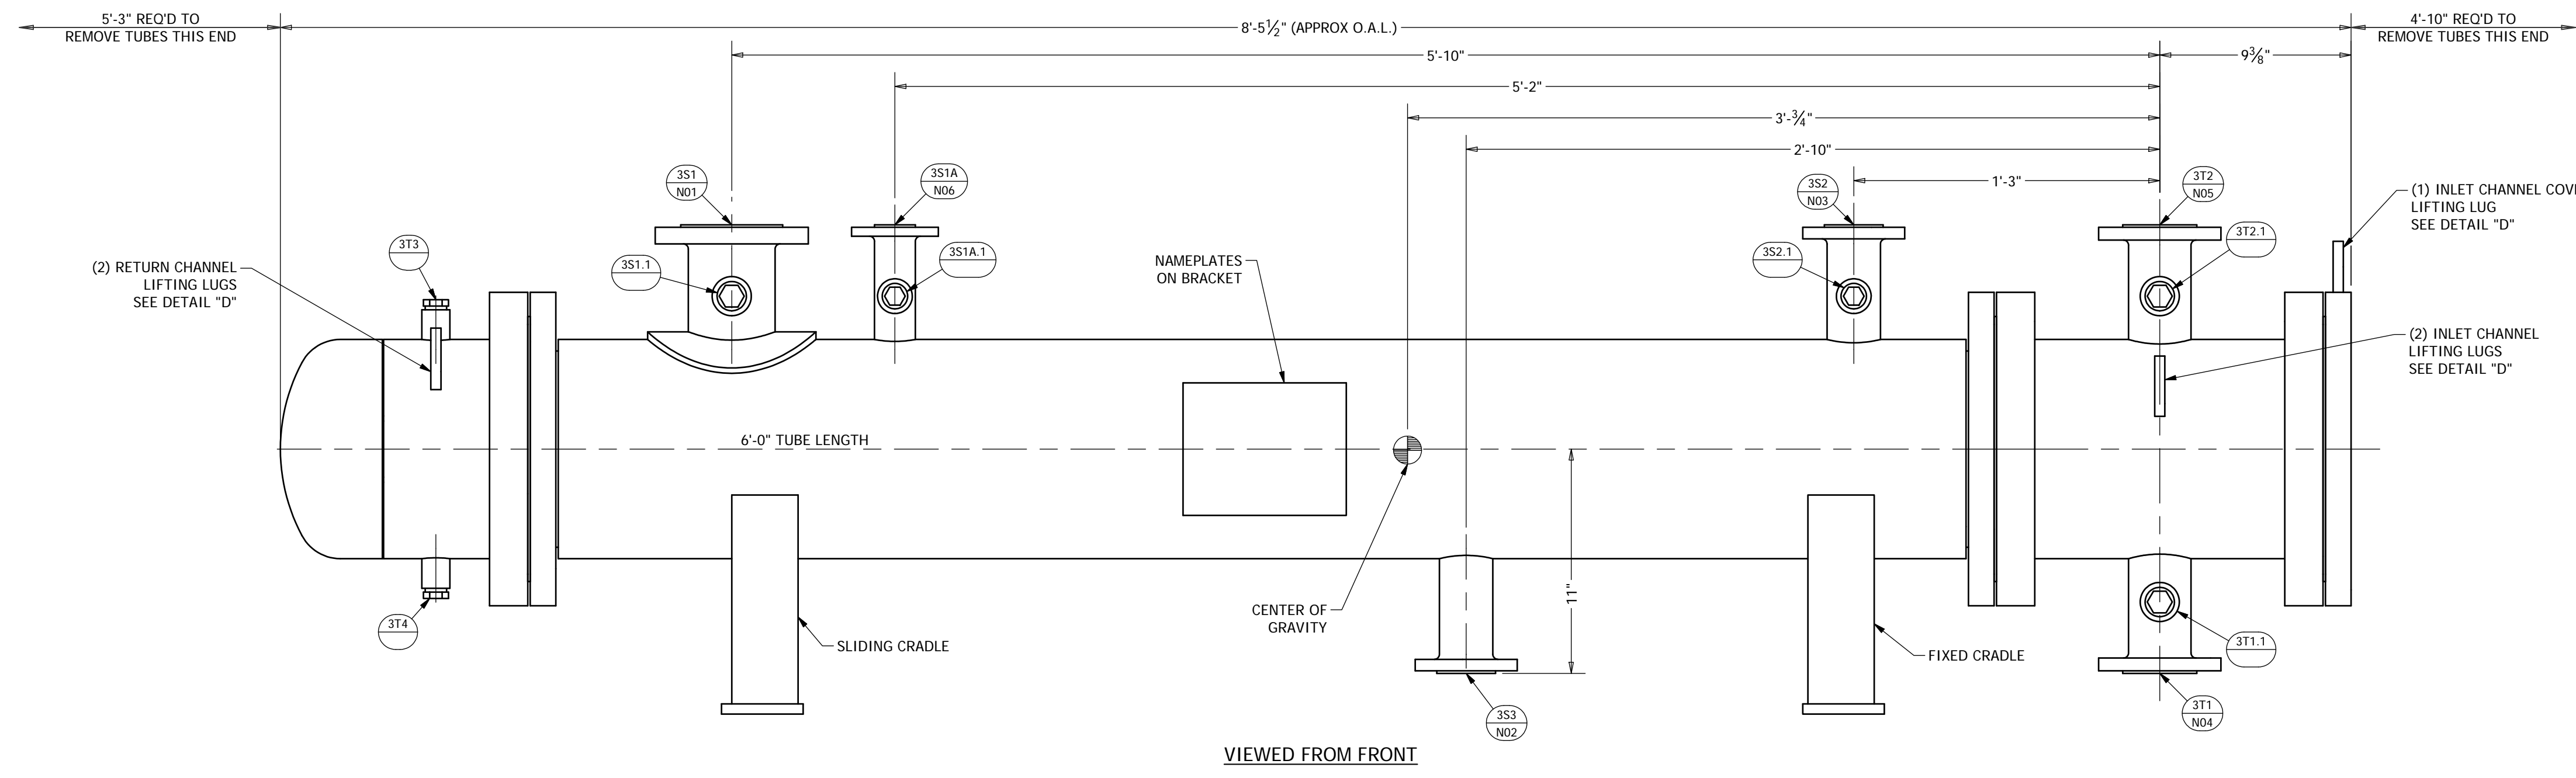 5'-3" REQ'D TO
REMOVE TUBES THIS END
8'-5½" (APPROX O.A.L.)
4'-10" REQ'D TO
REMOVE TUBES THIS END
5'-10"
9⅜"
5'-2"
3'-¾"
2'-10"
1'-3"
3S1
N01
3S1A
N06
3S2
N03
3T2
N05
(1) INLET CHANNEL COV
LIFTING LUG
SEE DETAIL "D"
3T3
3S1.1
3S1A.1
3S2.1
3T2.1
(2) RETURN CHANNEL
LIFTING LUGS
SEE DETAIL "D"
NAMEPLATES
ON BRACKET
(2) INLET CHANNEL
LIFTING LUGS
SEE DETAIL "D"
6'-0" TUBE LENGTH
11"
CENTER OF
GRAVITY
3T4
SLIDING CRADLE
FIXED CRADLE
3T1.1
3S3
N02
3T1
N04
VIEWED FROM FRONT